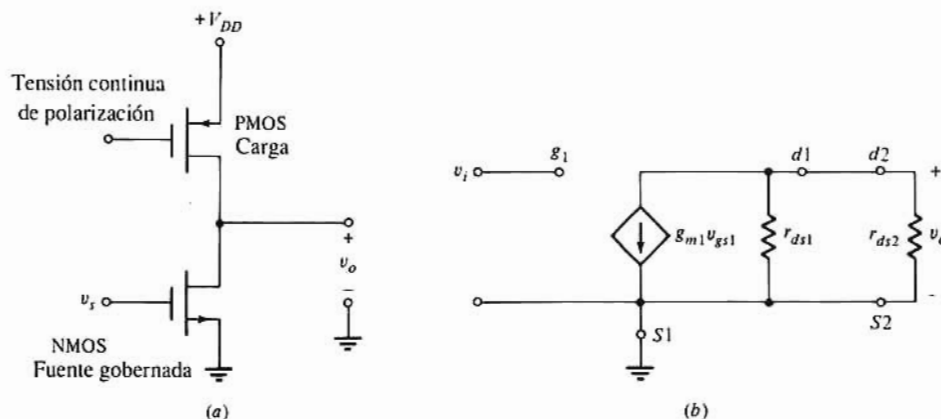 +V_DD
Tensión continua
de polarización
PMOS
Carga
v_s
+
v_o
−
NMOS
Fuente gobernada
(a)
v_i
g_1
d1
d2
g_m1 v_gs1
r_ds1
r_ds2
+
-
S1
S2
(b)